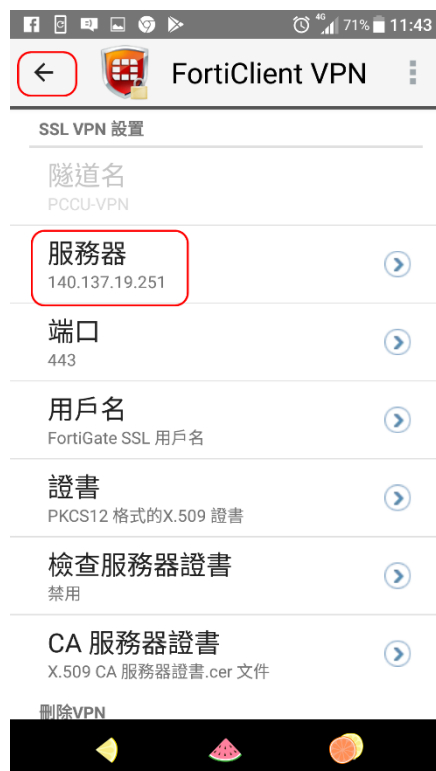 4G 71% 11:43
FortiClient VPN
SSL VPN 設置
隧道名
PCCU-VPN
服務器
140.137.19.251
端口
443
用戶名
FortiGate SSL 用戶名
證書
PKCS12 格式的X.509 證書
檢查服務器證書
禁用
CA 服務器證書
X.509 CA 服務器證書.cer 文件
刪除VPN